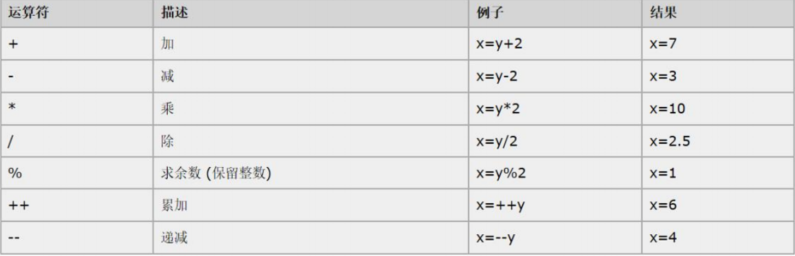 运算符 描述 例子 结果
+ 加 x=y+2 x=7
- 减 x=y-2 x=3
* 乘 x=y*2 x=10
/ 除 x=y/2 x=2.5
% 求余数 (保留整数) x=y%2 x=1
++ 累加 x=++y x=6
-- 递减 x=--y x=4